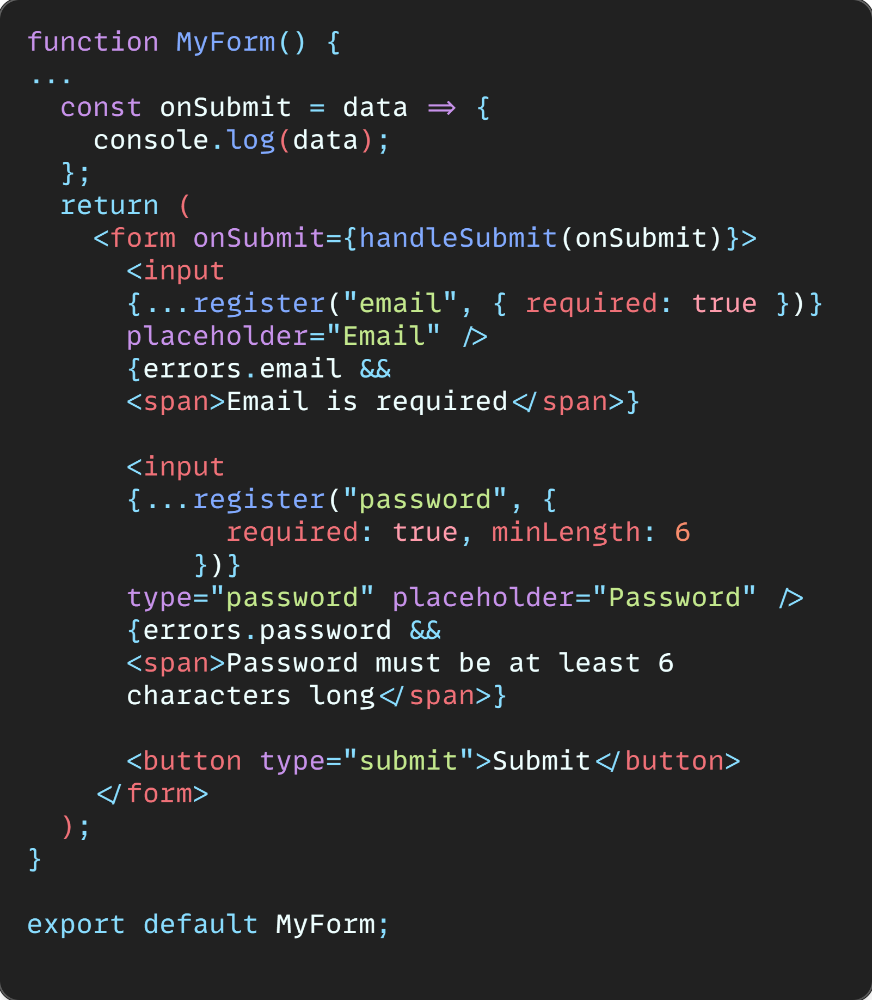 function MyForm() {
...
  const onSubmit = data => {
    console.log(data);
  };
  return (
    <form onSubmit={handleSubmit(onSubmit)}>
      <input
      {...register("email", { required: true })}
      placeholder="Email" />
      {errors.email &&
      <span>Email is required</span>}

      <input
      {...register("password", {
            required: true, minLength: 6
          })}
      type="password" placeholder="Password" />
      {errors.password &&
      <span>Password must be at least 6
      characters long</span>}

      <button type="submit">Submit</button>
    </form>
  );
}

export default MyForm;